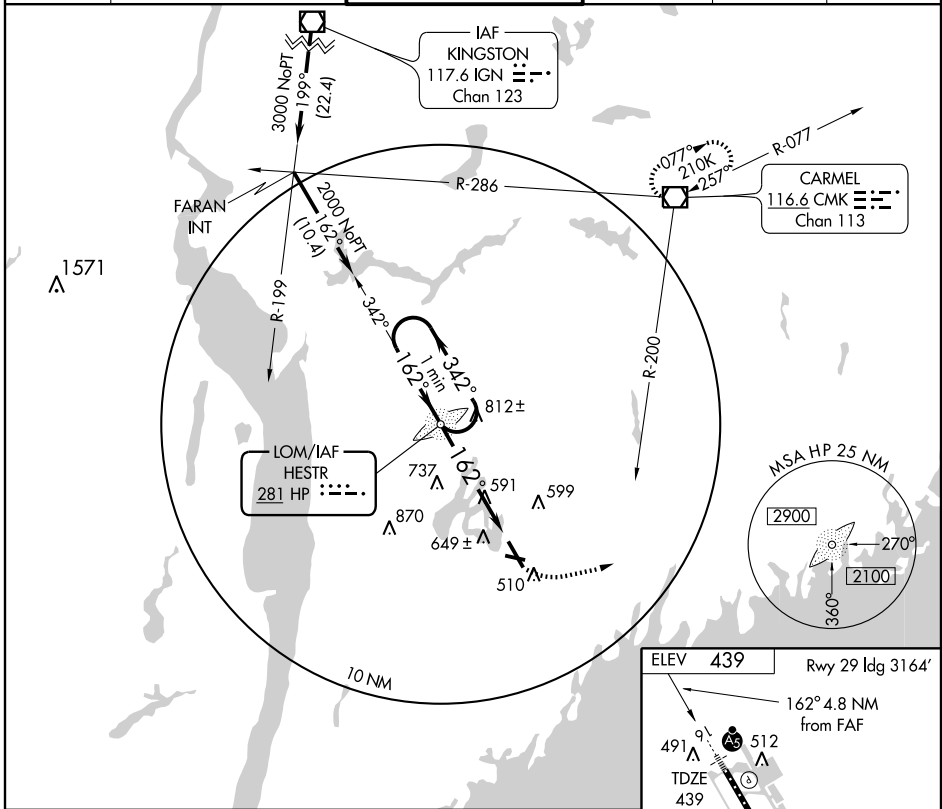 IAF
KINGSTON
117.6 IGN
Chan 123
3000 NoPT
199°
(22.4)
R-077
077°
210K
257°
CARMEL
116.6 CMK
Chan 113
R-286
FARAN
INT
2000 NoPT
162°
(10.4)
1571
R-199
342°
R-200
1 min
162°
342°
812±
LOM/IAF
HESTR
281 HP
162°
737
591
599
870
649±
510
MSA HP 25 NM
2900
270°
2100
360°
10 NM
ELEV 439
Rwy 29 ldg 3164'
162° 4.8 NM
from FAF
16
A5
491
512
TDZE
439